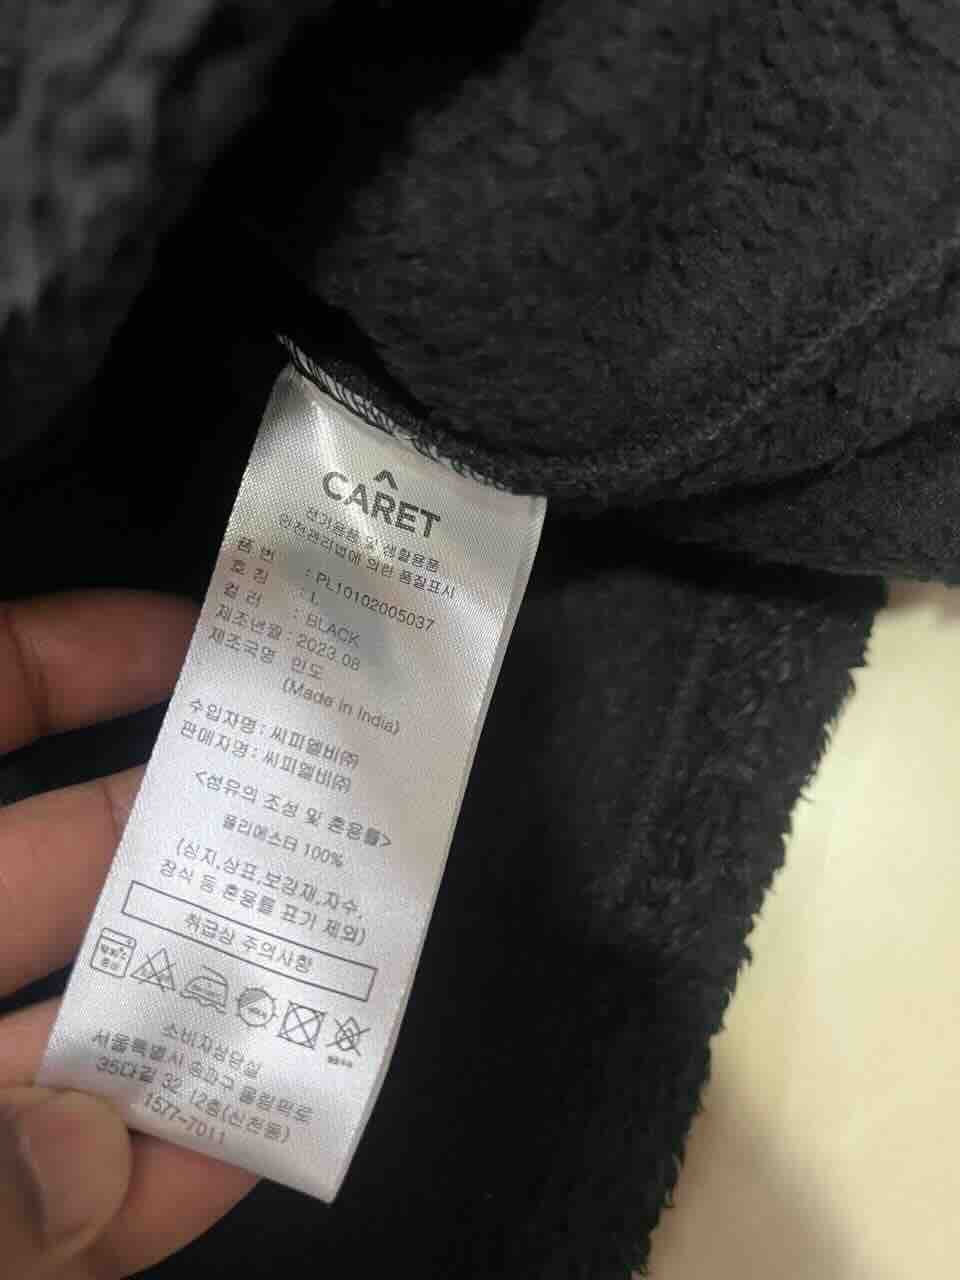 CARET
전기용품 및 생활용품
안전관리법에 의한 품질표시
품 번 : PL10102005037
호 칭 : L
컬 러 : BLACK
제조년월 : 2023.08
제조국명 인도
(Made in India)
수입자명 : 씨피엘비㈜
판매자명 : 씨피엘비㈜
<섬유의 조성 및 혼용률>
폴리에스터 100%
(심지,상표,보강재,자수,
장식 등 혼용률 표기 제외)
취급상 주의사항
소비자상담실
서울특별시 송파구 올림픽로
35다길 32, 12층(신천동)
1577-7011